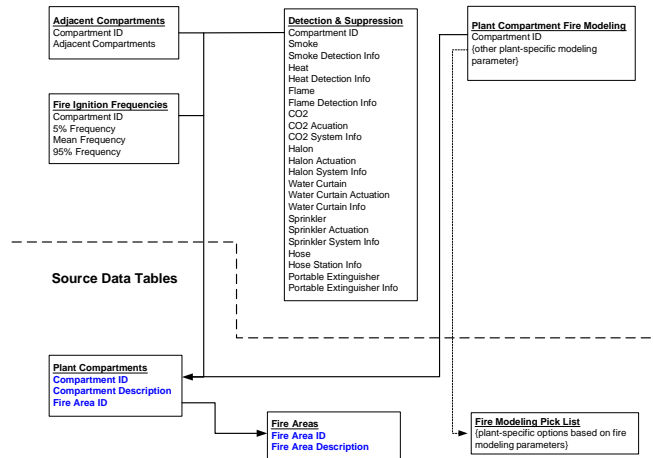 Adjacent Compartments
Compartment ID
Adjacent Compartments
Fire Ignition Frequencies
Compartment ID
5% Frequency
Mean Frequency
95% Frequency
Detection & Suppression
Compartment ID
Smoke
Smoke Detection Info
Heat
Heat Detection Info
Flame
Flame Detection Info
CO2
CO2 Acuation
CO2 System Info
Halon
Halon Actuation
Halon System Info
Water Curtain
Water Curtain Actuation
Water Curtain Info
Sprinkler
Sprinkler Actuation
Sprinkler System Info
Hose
Hose Station Info
Portable Extinguisher
Portable Extinguisher Info
Plant Compartment Fire Modeling
Compartment ID
{other plant-specific modeling
parameter}
Source Data Tables
Plant Compartments
Compartment ID
Compartment Description
Fire Area ID
Fire Areas
Fire Area ID
Fire Area Description
Fire Modeling Pick List
{plant-specific options based on fire
modeling parameters}